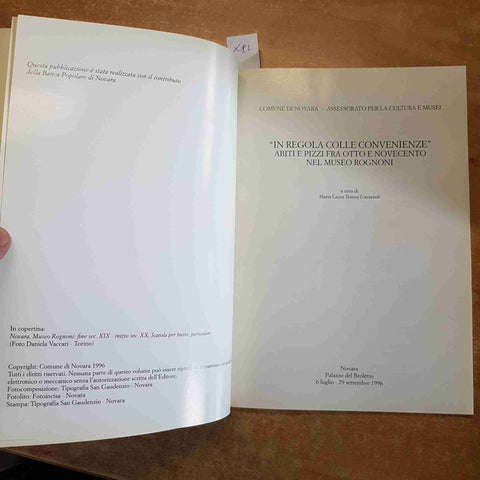 Questa pubblicazione è stata realizzata con il contributo
della Banca Popolare di Novara
In copertina:
Novara, Museo Rognoni: fine sec. XIX - inizio sec. XX, Scatola per busto, particolare
(Foto Daniela Vaccari - Torino)
Copyright: Comune di Novara 1996
Tutti i diritti riservati. Nessuna parte di questo volume può essere
elettronico o meccanico senza l'autorizzazione scritta dell'Editore.
Fotocomposizione: Tipografia San Gaudenzio - Novara
Fotolito: Fotoincisa - Novara
Stampa: Tipografia San Gaudenzio - Novara
COMUNE DI NOVARA – ASSESSORATO PER LA CULTURA E MUSEI
"IN REGOLA COLLE CONVENIENZE"
ABITI E PIZZI FRA OTTO E NOVECENTO
NEL MUSEO ROGNONI
a cura di
Maria Laura Tomea Gavazzoli
Novara
Palazzo del Broletto
6 luglio - 29 settembre 1996